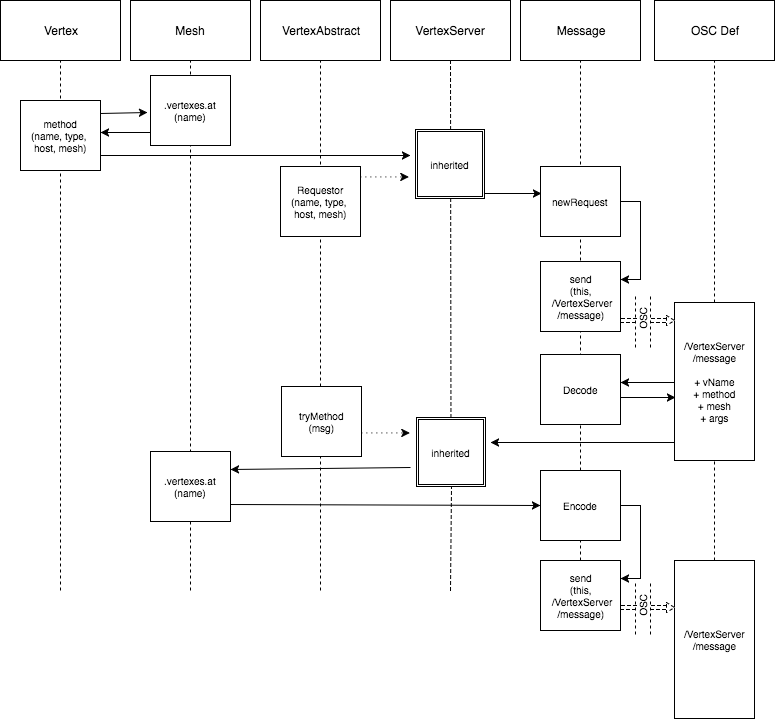 Vertex
Mesh
VertexAbstract
VertexServer
Message
OSC Def
.vertexes.at
(name)
method
(name, type,
host, mesh)
inherited
Requestor
(name, type,
host, mesh)
newRequest
send
(this,
/VertexServer
/message)
OSC
/VertexServer
/message
+ vName
+ method
+ mesh
+ args
Decode
tryMethod
(msg)
inherited
.vertexes.at
(name)
Encode
send
(this,
/VertexServer
/message)
OSC
/VertexServer
/message